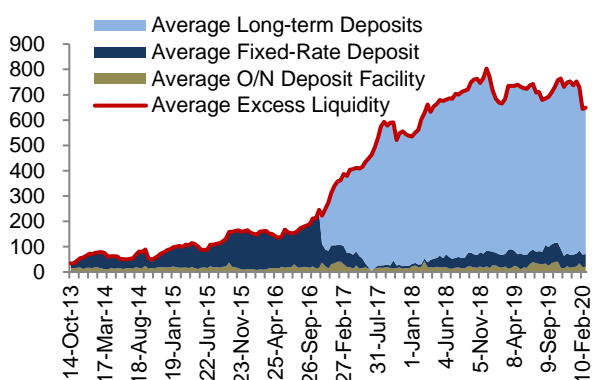 Average Long-term Deposits
Average Fixed-Rate Deposit
Average O/N Deposit Facility
Average Excess Liquidity
900
800
700
600
500
400
300
200
100
0
14-Oct-13
17-Mar-14
18-Aug-14
19-Jan-15
22-Jun-15
23-Nov-15
25-Apr-16
26-Sep-16
27-Feb-17
31-Jul-17
1-Jan-18
4-Jun-18
5-Nov-18
8-Apr-19
9-Sep-19
10-Feb-20